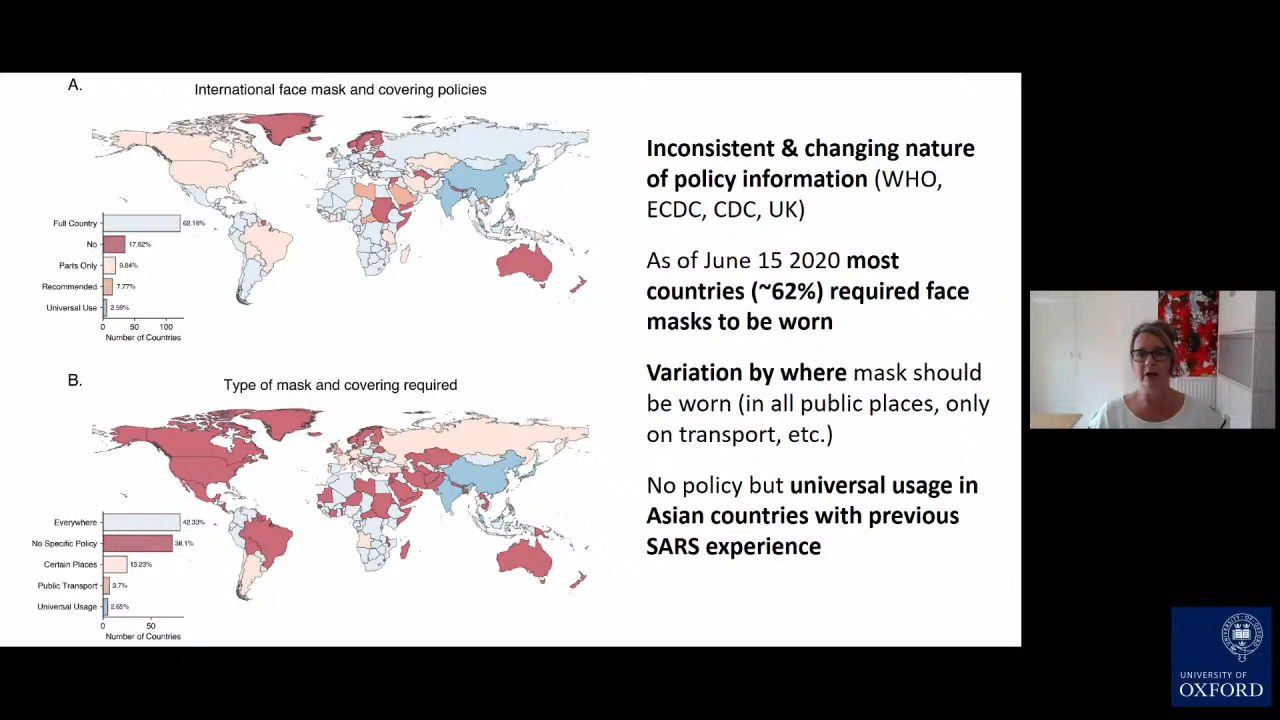 A.
International face mask and covering policies
Full Country
62.18%
No
17.62%
Parts Only
9.84%
Recommended
7.77%
Universal Use
2.59%
0 50 100
Number of Countries
B.
Type of mask and covering required
Everywhere
42.33%
No Specific Policy
38.1%
Certain Places
13.23%
Public Transport
3.7%
Universal Usage
2.65%
0 50
Number of Countries
Inconsistent & changing nature
of policy information (WHO,
ECDC, CDC, UK)
As of June 15 2020 most
countries (~62%) required face
masks to be worn
Variation by where mask should
be worn (in all public places, only
on transport, etc.)
No policy but universal usage in
Asian countries with previous
SARS experience
UNIVERSITY OF
OXFORD